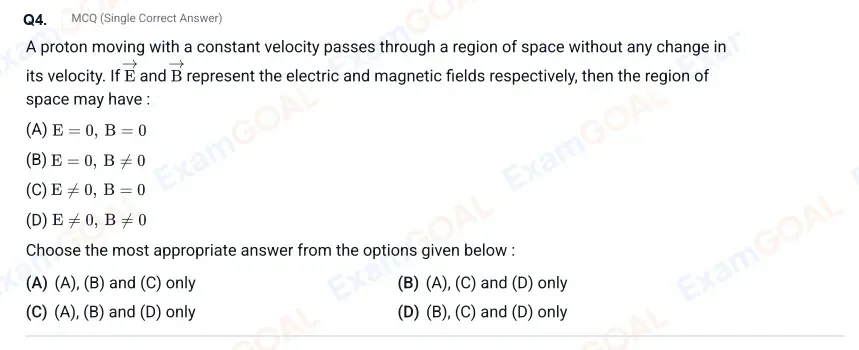 Q4. MCQ (Single Correct Answer)
A proton moving with a constant velocity passes through a region of space without any change in
its velocity. If $\overrightarrow{E}$ and $\overrightarrow{B}$ represent the electric and magnetic fields respectively, then the region of
space may have :
(A) E = 0, B = 0
(B) E = 0, B ≠ 0
(C) E ≠ 0, B = 0
(D) E ≠ 0, B ≠ 0
Choose the most appropriate answer from the options given below :
(A) (A), (B) and (C) only (B) (A), (C) and (D) only
(C) (A), (B) and (D) only (D) (B), (C) and (D) only
ExamGOAL